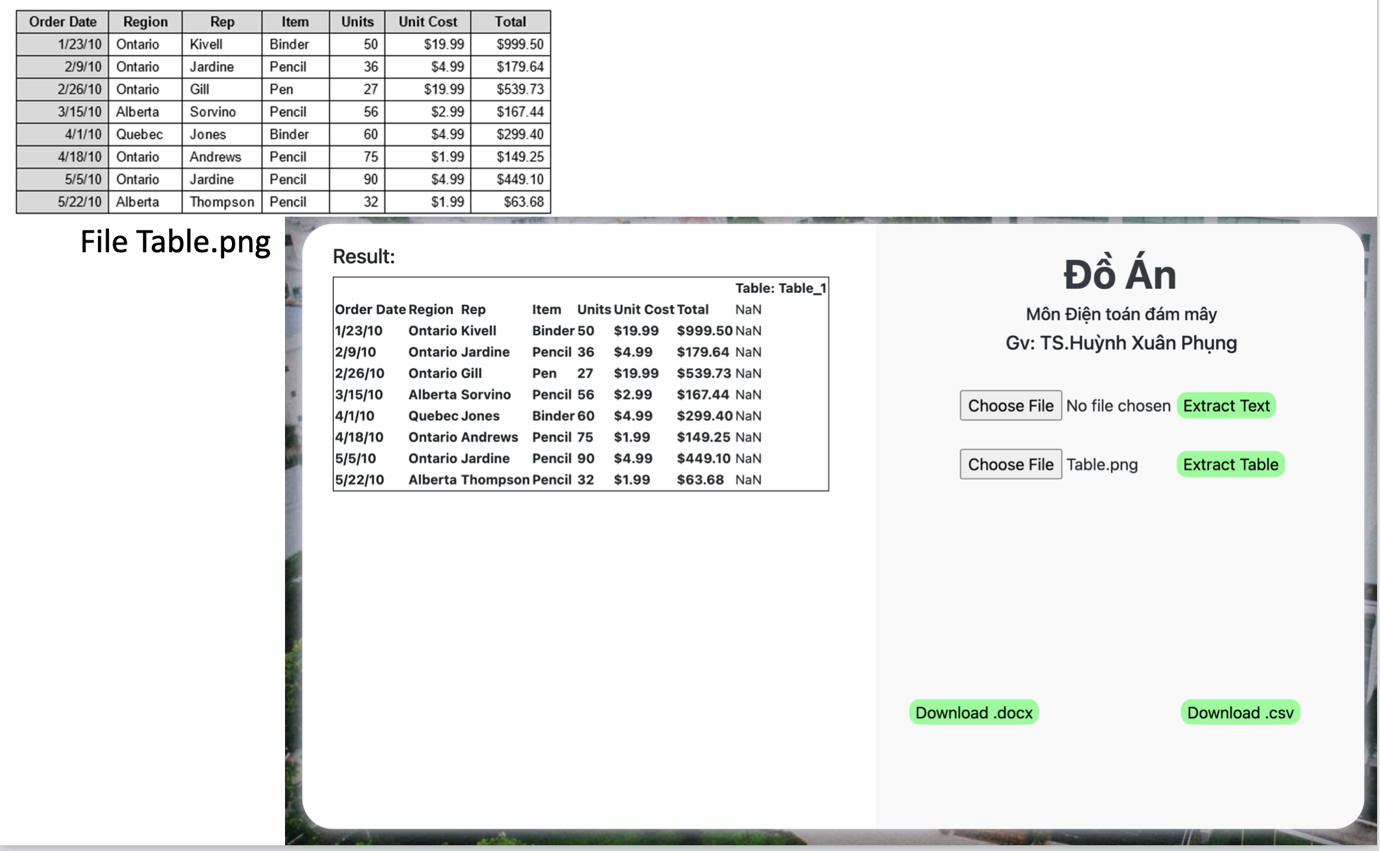 Order Date Region Rep Item Units Unit Cost Total
1/23/10 Ontario Kivell Binder 50 $19.99 $999.50
2/9/10 Ontario Jardine Pencil 36 $4.99 $179.64
2/26/10 Ontario Gill Pen 27 $19.99 $539.73
3/15/10 Alberta Sorvino Pencil 56 $2.99 $167.44
4/1/10 Quebec Jones Binder 60 $4.99 $299.40
4/18/10 Ontario Andrews Pencil 75 $1.99 $149.25
5/5/10 Ontario Jardine Pencil 90 $4.99 $449.10
5/22/10 Alberta Thompson Pencil 32 $1.99 $63.68
File Table.png
Result:
Table: Table_1
Order Date Region Rep Item Units Unit Cost Total NaN
1/23/10 Ontario Kivell Binder 50 $19.99 $999.50 NaN
2/9/10 Ontario Jardine Pencil 36 $4.99 $179.64 NaN
2/26/10 Ontario Gill Pen 27 $19.99 $539.73 NaN
3/15/10 Alberta Sorvino Pencil 56 $2.99 $167.44 NaN
4/1/10 Quebec Jones Binder 60 $4.99 $299.40 NaN
4/18/10 Ontario Andrews Pencil 75 $1.99 $149.25 NaN
5/5/10 Ontario Jardine Pencil 90 $4.99 $449.10 NaN
5/22/10 Alberta Thompson Pencil 32 $1.99 $63.68 NaN
Đồ Án
Môn Điện toán đám mây
Gv: TS.Huỳnh Xuân Phụng
Choose File No file chosen Extract Text
Choose File Table.png Extract Table
Download .docx Download .csv